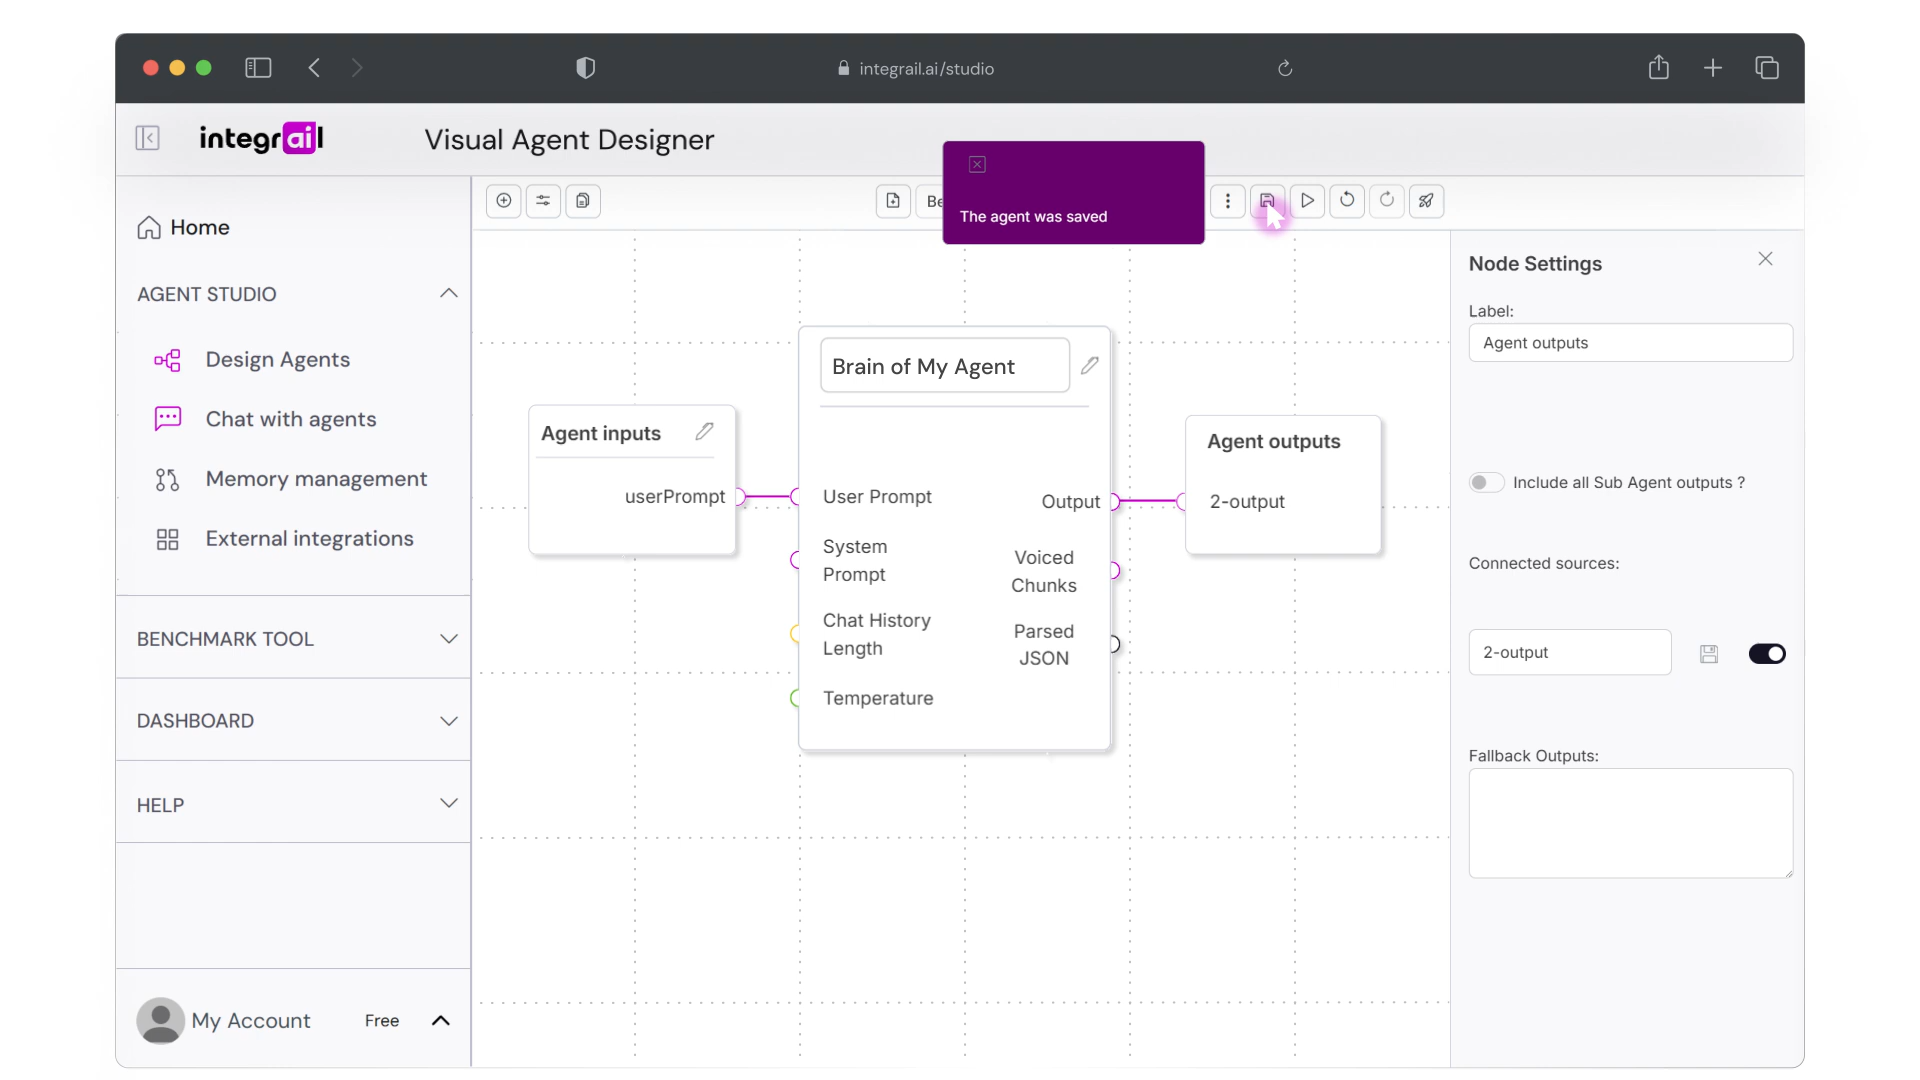 integrail.ai/studio
integrail
Visual Agent Designer
The agent was saved
Be
Home
AGENT STUDIO
Design Agents
Chat with agents
Memory management
External integrations
BENCHMARK TOOL
DASHBOARD
HELP
My Account
Free
Agent inputs
userPrompt
Brain of My Agent
User Prompt
System
Prompt
Chat History
Length
Temperature
Output
Voiced
Chunks
Parsed
JSON
Agent outputs
2-output
Node Settings
Label:
Agent outputs
Include all Sub Agent outputs ?
Connected sources:
2-output
Fallback Outputs: